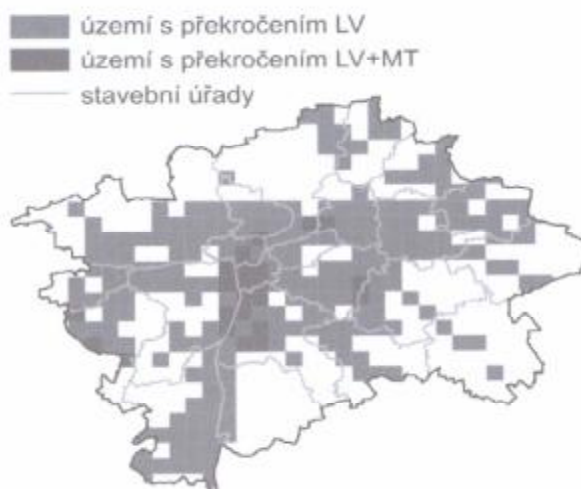 území s překročením LV
území s překročením LV+MT
stavební úřady